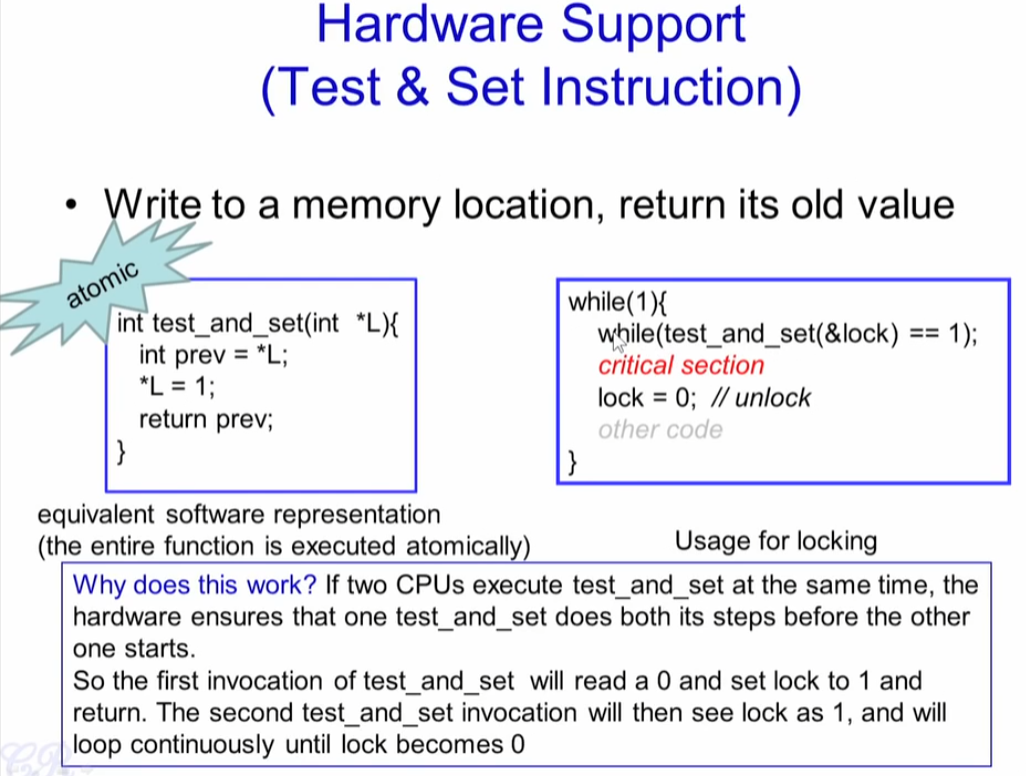 Hardware Support
(Test & Set Instruction)
• Write to a memory location, return its old value
atomic
int test_and_set(int *L){
int prev = *L;
*L = 1;
return prev;
}
equivalent software representation
(the entire function is executed atomically)
while(1){
while(test_and_set(&lock) == 1);
critical section
lock = 0; // unlock
other code
}
Usage for locking
Why does this work? If two CPUs execute test_and_set at the same time, the
hardware ensures that one test_and_set does both its steps before the other
one starts.
So the first invocation of test_and_set will read a 0 and set lock to 1 and
return. The second test_and_set invocation will then see lock as 1, and will
loop continuously until lock becomes 0